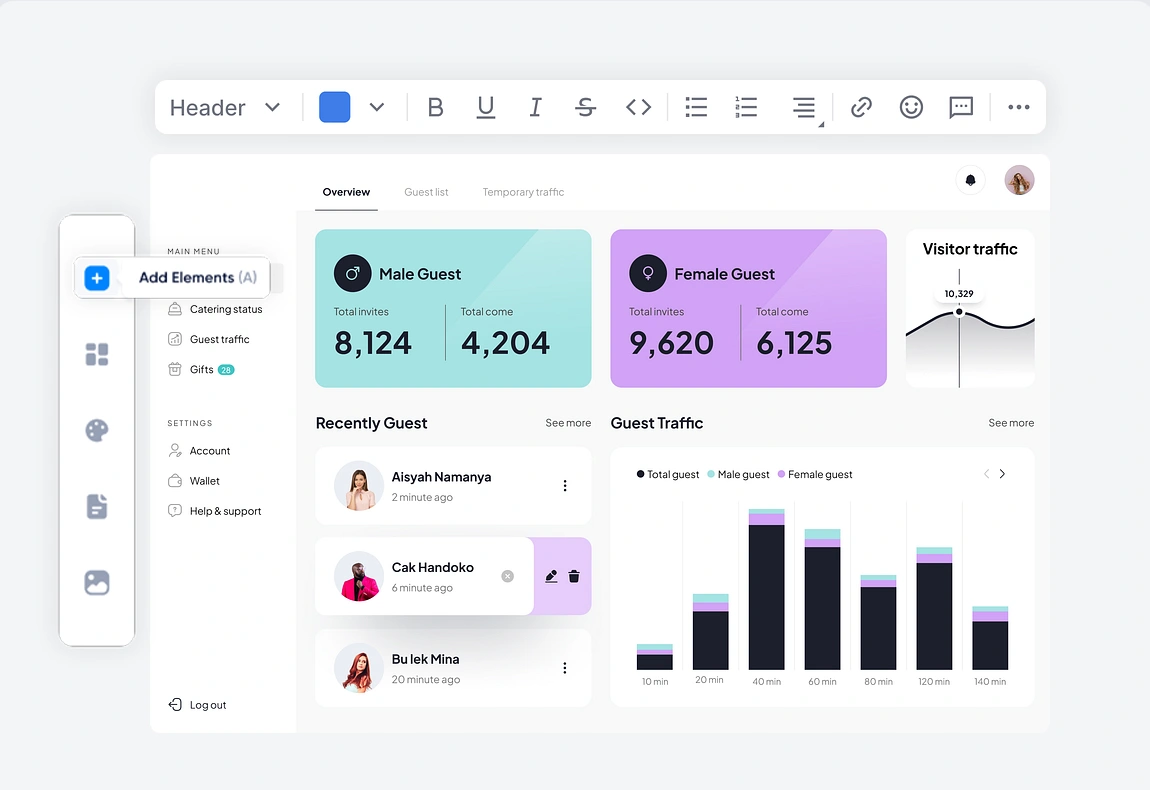 Header
Overview
Guest list
Temporary traffic
MAIN MENU
Add Elements (A)
Catering status
Guest traffic
Gifts 28
SETTINGS
Account
Wallet
Help & support
Log out
Male Guest
Total invites
8,124
Total come
4,204
Female Guest
Total invites
9,620
Total come
6,125
Visitor traffic
10,329
Recently Guest
See more
Aisyah Namanya
2 minute ago
Cak Handoko
6 minute ago
Bu lek Mina
20 minute ago
Guest Traffic
See more
Total guest
Male guest
Female guest
10 min
20 min
40 min
60 min
80 min
120 min
140 min